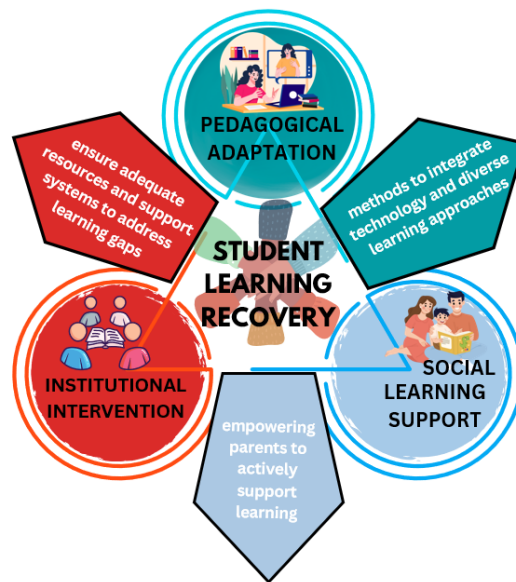 PEDAGOGICAL
ADAPTATION
ensure adequate
resources and support
systems to address
learning gaps
methods to integrate
technology and diverse
learning approaches
STUDENT
LEARNING
RECOVERY
INSTITUTIONAL
INTERVENTION
SOCIAL
LEARNING
SUPPORT
empowering
parents to
actively
support
learning